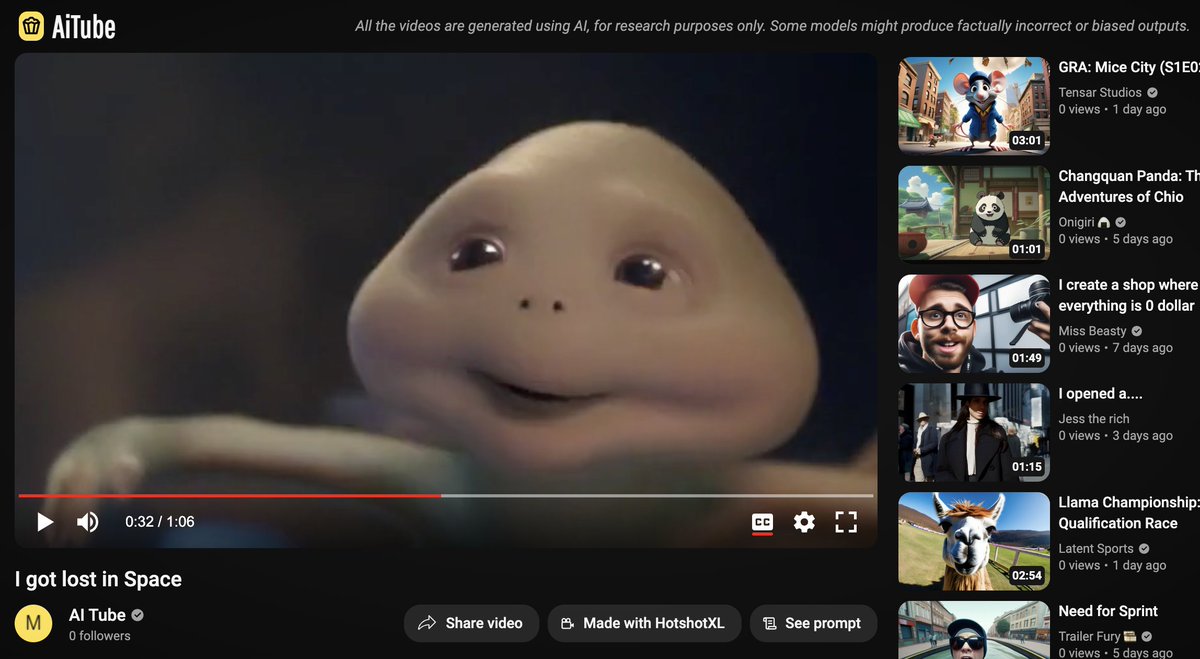 AiTube
All the videos are generated using AI, for research purposes only. Some models might produce factually incorrect or biased outputs.
0:32 / 1:06
CC
I got lost in Space
M
AI Tube
0 followers
Share video
Made with HotshotXL
See prompt
03:01
GRA: Mice City (S1E0
Tensar Studios
0 views • 1 day ago
01:01
Changquan Panda: Th
Adventures of Chio
Onigiri
0 views • 5 days ago
01:49
I create a shop where
everything is 0 dollar
Miss Beasty
0 views • 7 days ago
01:15
I opened a....
Jess the rich
0 views • 3 days ago
02:54
Llama Championship:
Qualification Race
Latent Sports
0 views • 1 day ago
Need for Sprint
Trailer Fury
0 views • 5 days ago